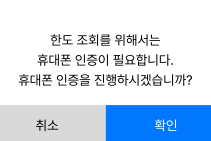 한도 조회를 위해서는
휴대폰 인증이 필요합니다.
휴대폰 인증을 진행하시겠습니까?
취소
확인